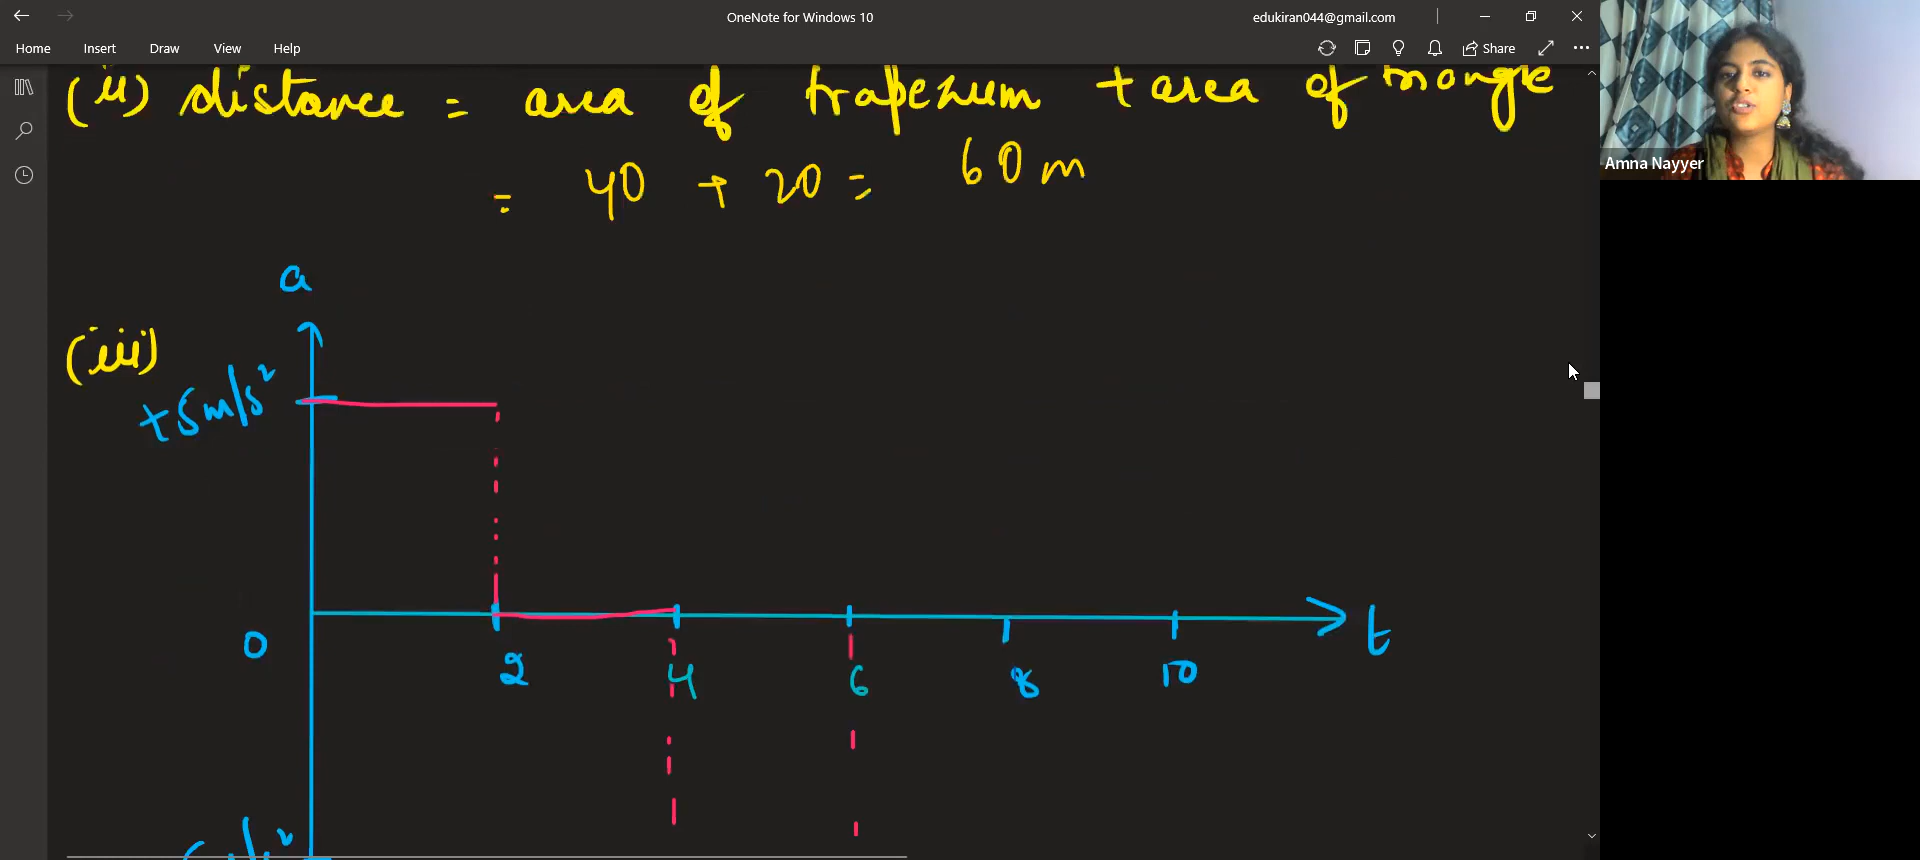 OneNote for Windows 10
edukiran044@gmail.com
Home Insert Draw View Help
Share
(ii) distance = area of trapezium + area of triangle
= 40 + 20 = 60 m
Amna Nayyer
a
(iii)
+5 m/s²
0
2 4 6 8 10
t